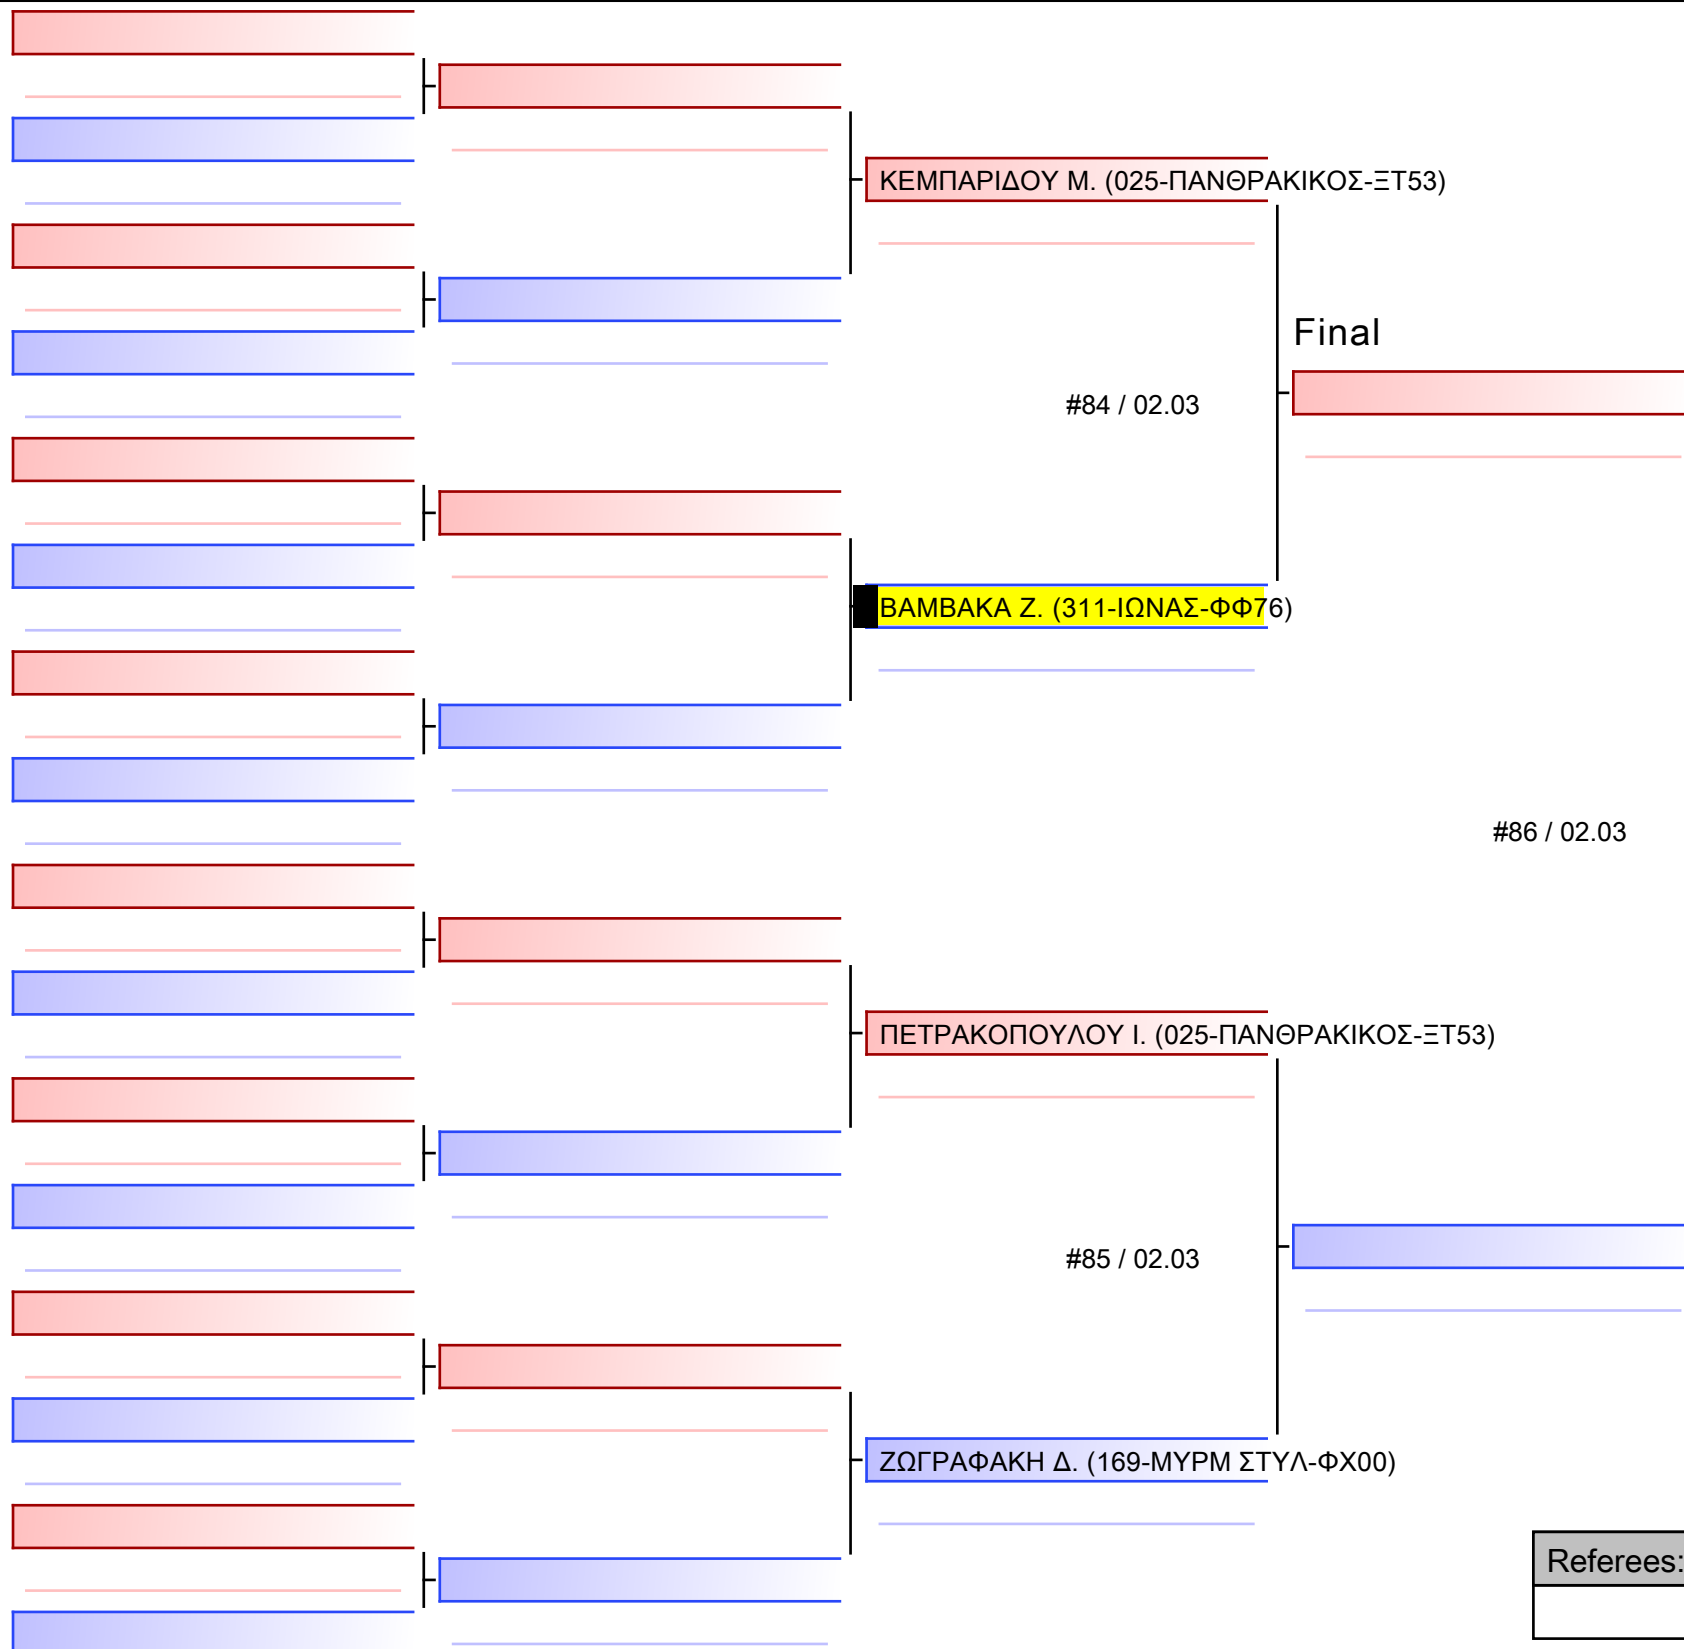 ΚΕΜΠΑΡΙΔΟΥ Μ. (025-ΠΑΝΘΡΑΚΙΚΟΣ-ΞΤ53)
Final
#84 / 02.03
ΒΑΜΒΑΚΑ Ζ. (311-ΙΩΝΑΣ-ΦΦ76)
#86 / 02.03
ΠΕΤΡΑΚΟΠΟΥΛΟΥ Ι. (025-ΠΑΝΘΡΑΚΙΚΟΣ-ΞΤ53)
#85 / 02.03
ΖΩΓΡΑΦΑΚΗ Δ. (169-ΜΥΡΜ ΣΤΥΛ-ΦΧ00)
Referees: